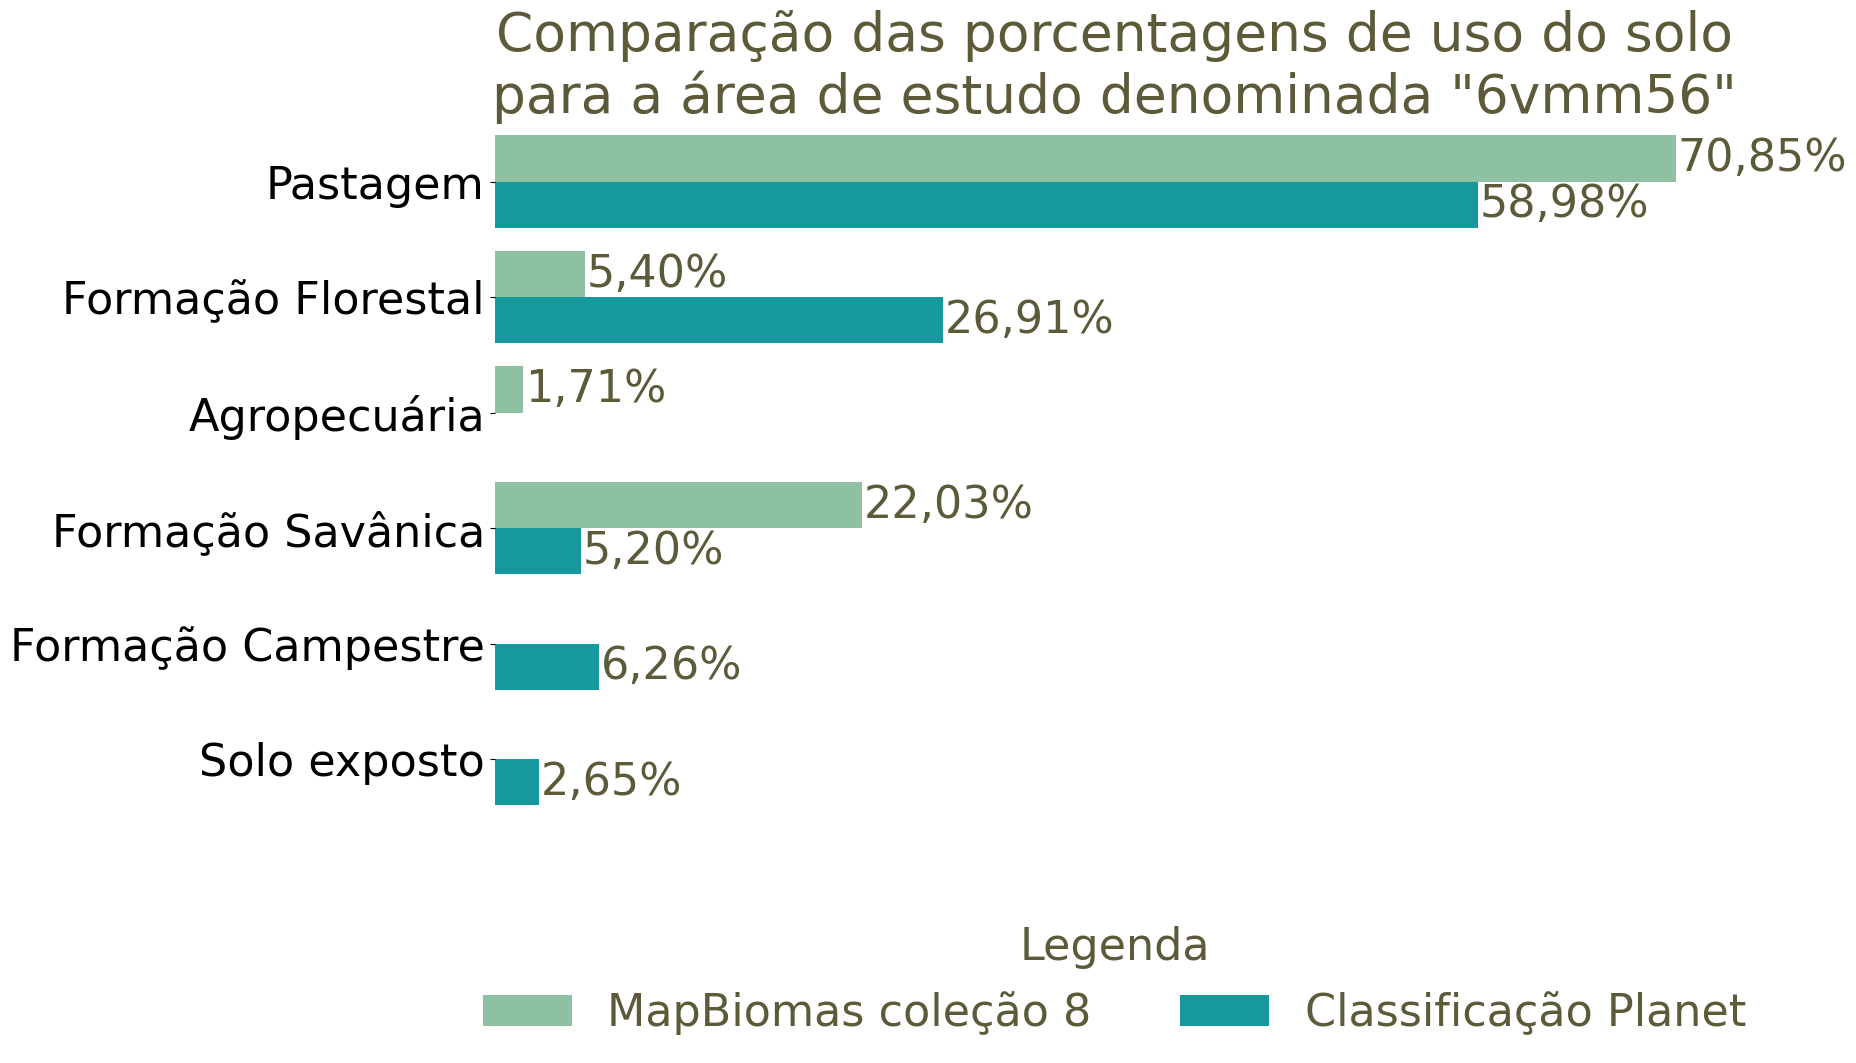 Comparação das porcentagens de uso do solo
para a área de estudo denominada "6vmm56"
Pastagem
70,85%
58,98%
Formação Florestal
5,40%
26,91%
Agropecuária
1,71%
Formação Savânica
22,03%
5,20%
Formação Campestre
6,26%
Solo exposto
2,65%
Legenda
MapBiomas coleção 8
Classificação Planet